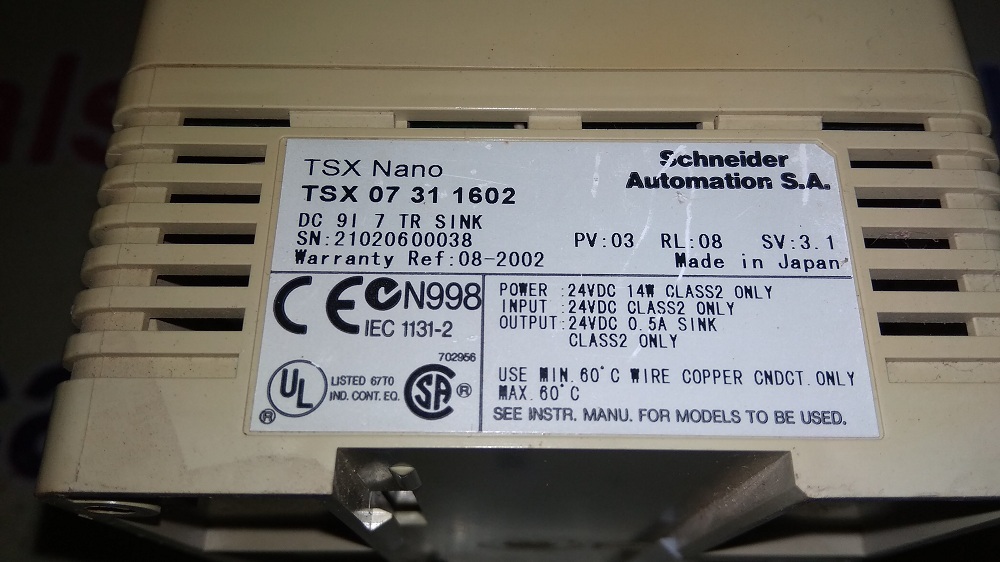 TSX Nano
TSX 07 31 1602
Schneider
Automation S.A.
DC 9I 7 TR SINK
SN:21020600038 PV:03 RL:08 SV:3.1
Warranty Ref:08-2002 Made in Japan
CE N998
IEC 1131-2
702956
UL LISTED 67T0
IND. CONT. EQ.
SA ®
®
POWER :24VDC 14W CLASS2 ONLY
INPUT :24VDC CLASS2 ONLY
OUTPUT:24VDC 0.5A SINK
CLASS2 ONLY
USE MIN.60°C WIRE COPPER CNDCT.ONLY
MAX.60°C
SEE INSTR. MANU. FOR MODELS TO BE USED.
als